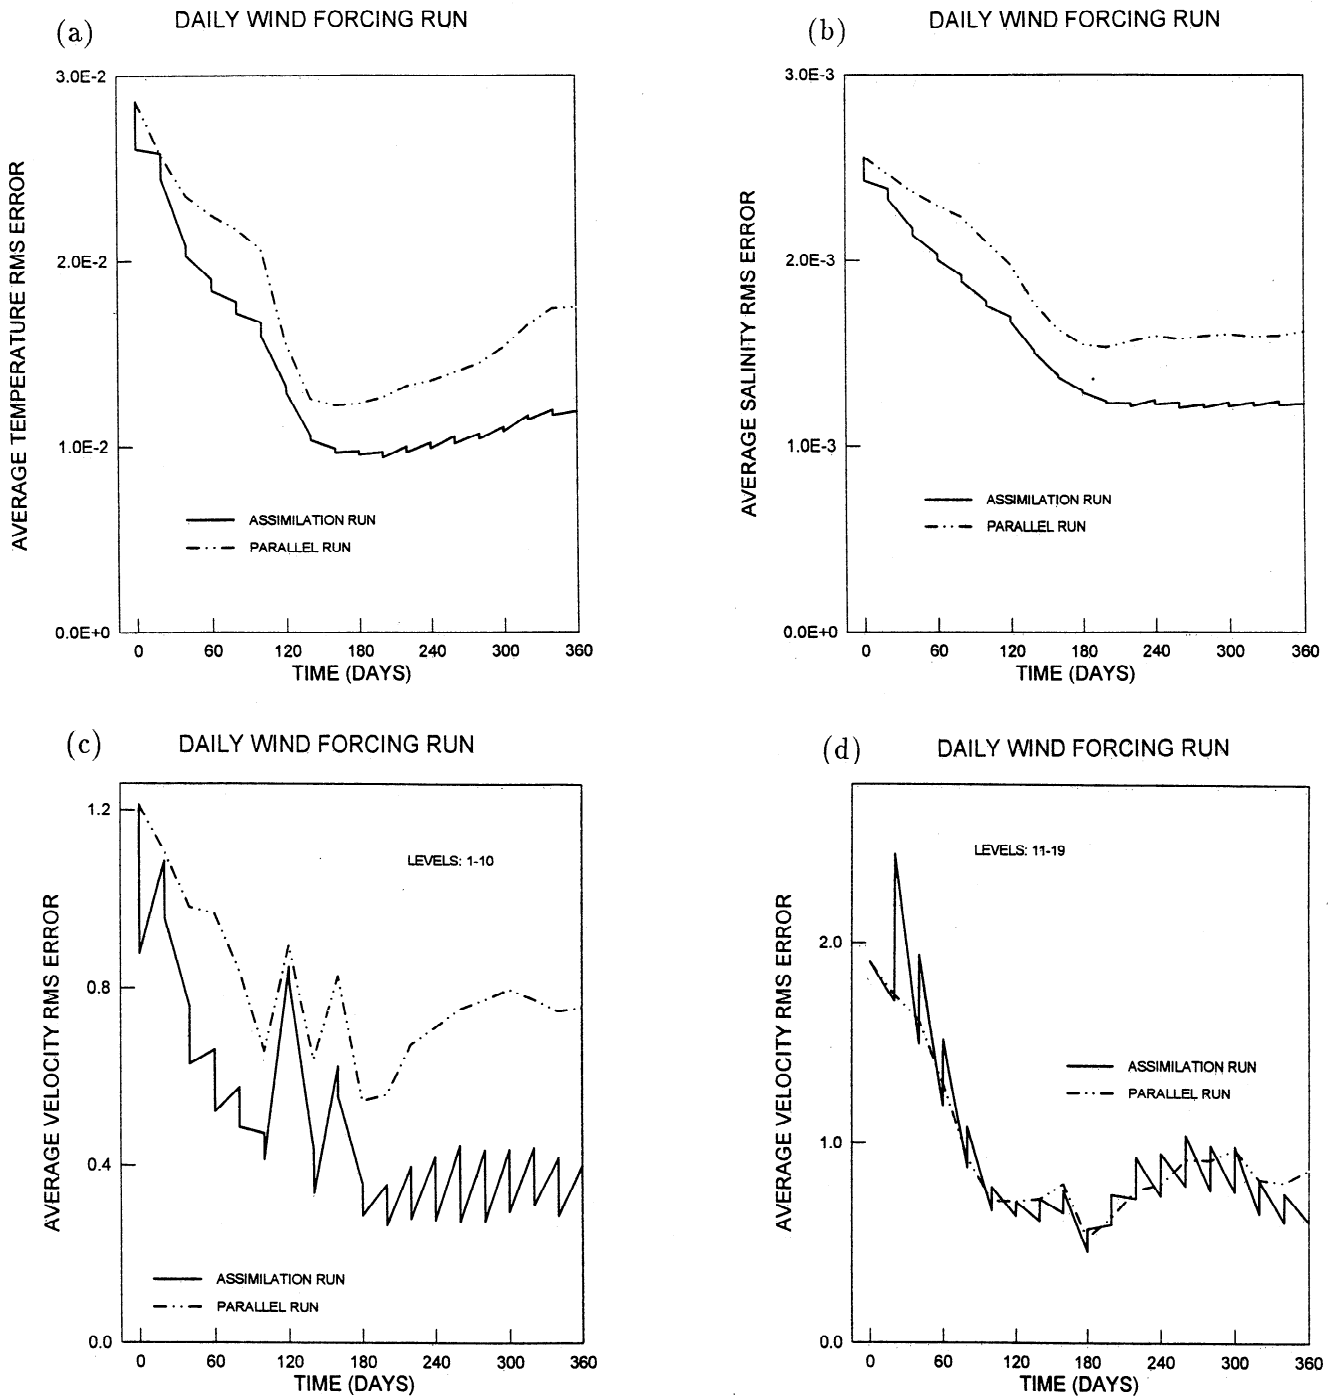 (a)
DAILY WIND FORCING RUN
AVERAGE TEMPERATURE RMS ERROR
3.0E-2
2.0E-2
1.0E-2
0.0E+0
ASSIMILATION RUN
PARALLEL RUN
0 60 120 180 240 300 360
TIME (DAYS)
(b)
DAILY WIND FORCING RUN
AVERAGE SALINITY RMS ERROR
3.0E-3
2.0E-3
1.0E-3
0.0E+0
ASSIMILATION RUN
PARALLEL RUN
0 60 120 180 240 300 360
TIME (DAYS)
(c)
DAILY WIND FORCING RUN
AVERAGE VELOCITY RMS ERROR
1.2
0.8
0.4
0.0
LEVELS: 1-10
ASSIMILATION RUN
PARALLEL RUN
0 60 120 180 240 300 360
TIME (DAYS)
(d)
DAILY WIND FORCING RUN
AVERAGE VELOCITY RMS ERROR
2.0
1.0
0.0
LEVELS: 11-19
ASSIMILATION RUN
PARALLEL RUN
0 60 120 180 240 300 360
TIME (DAYS)